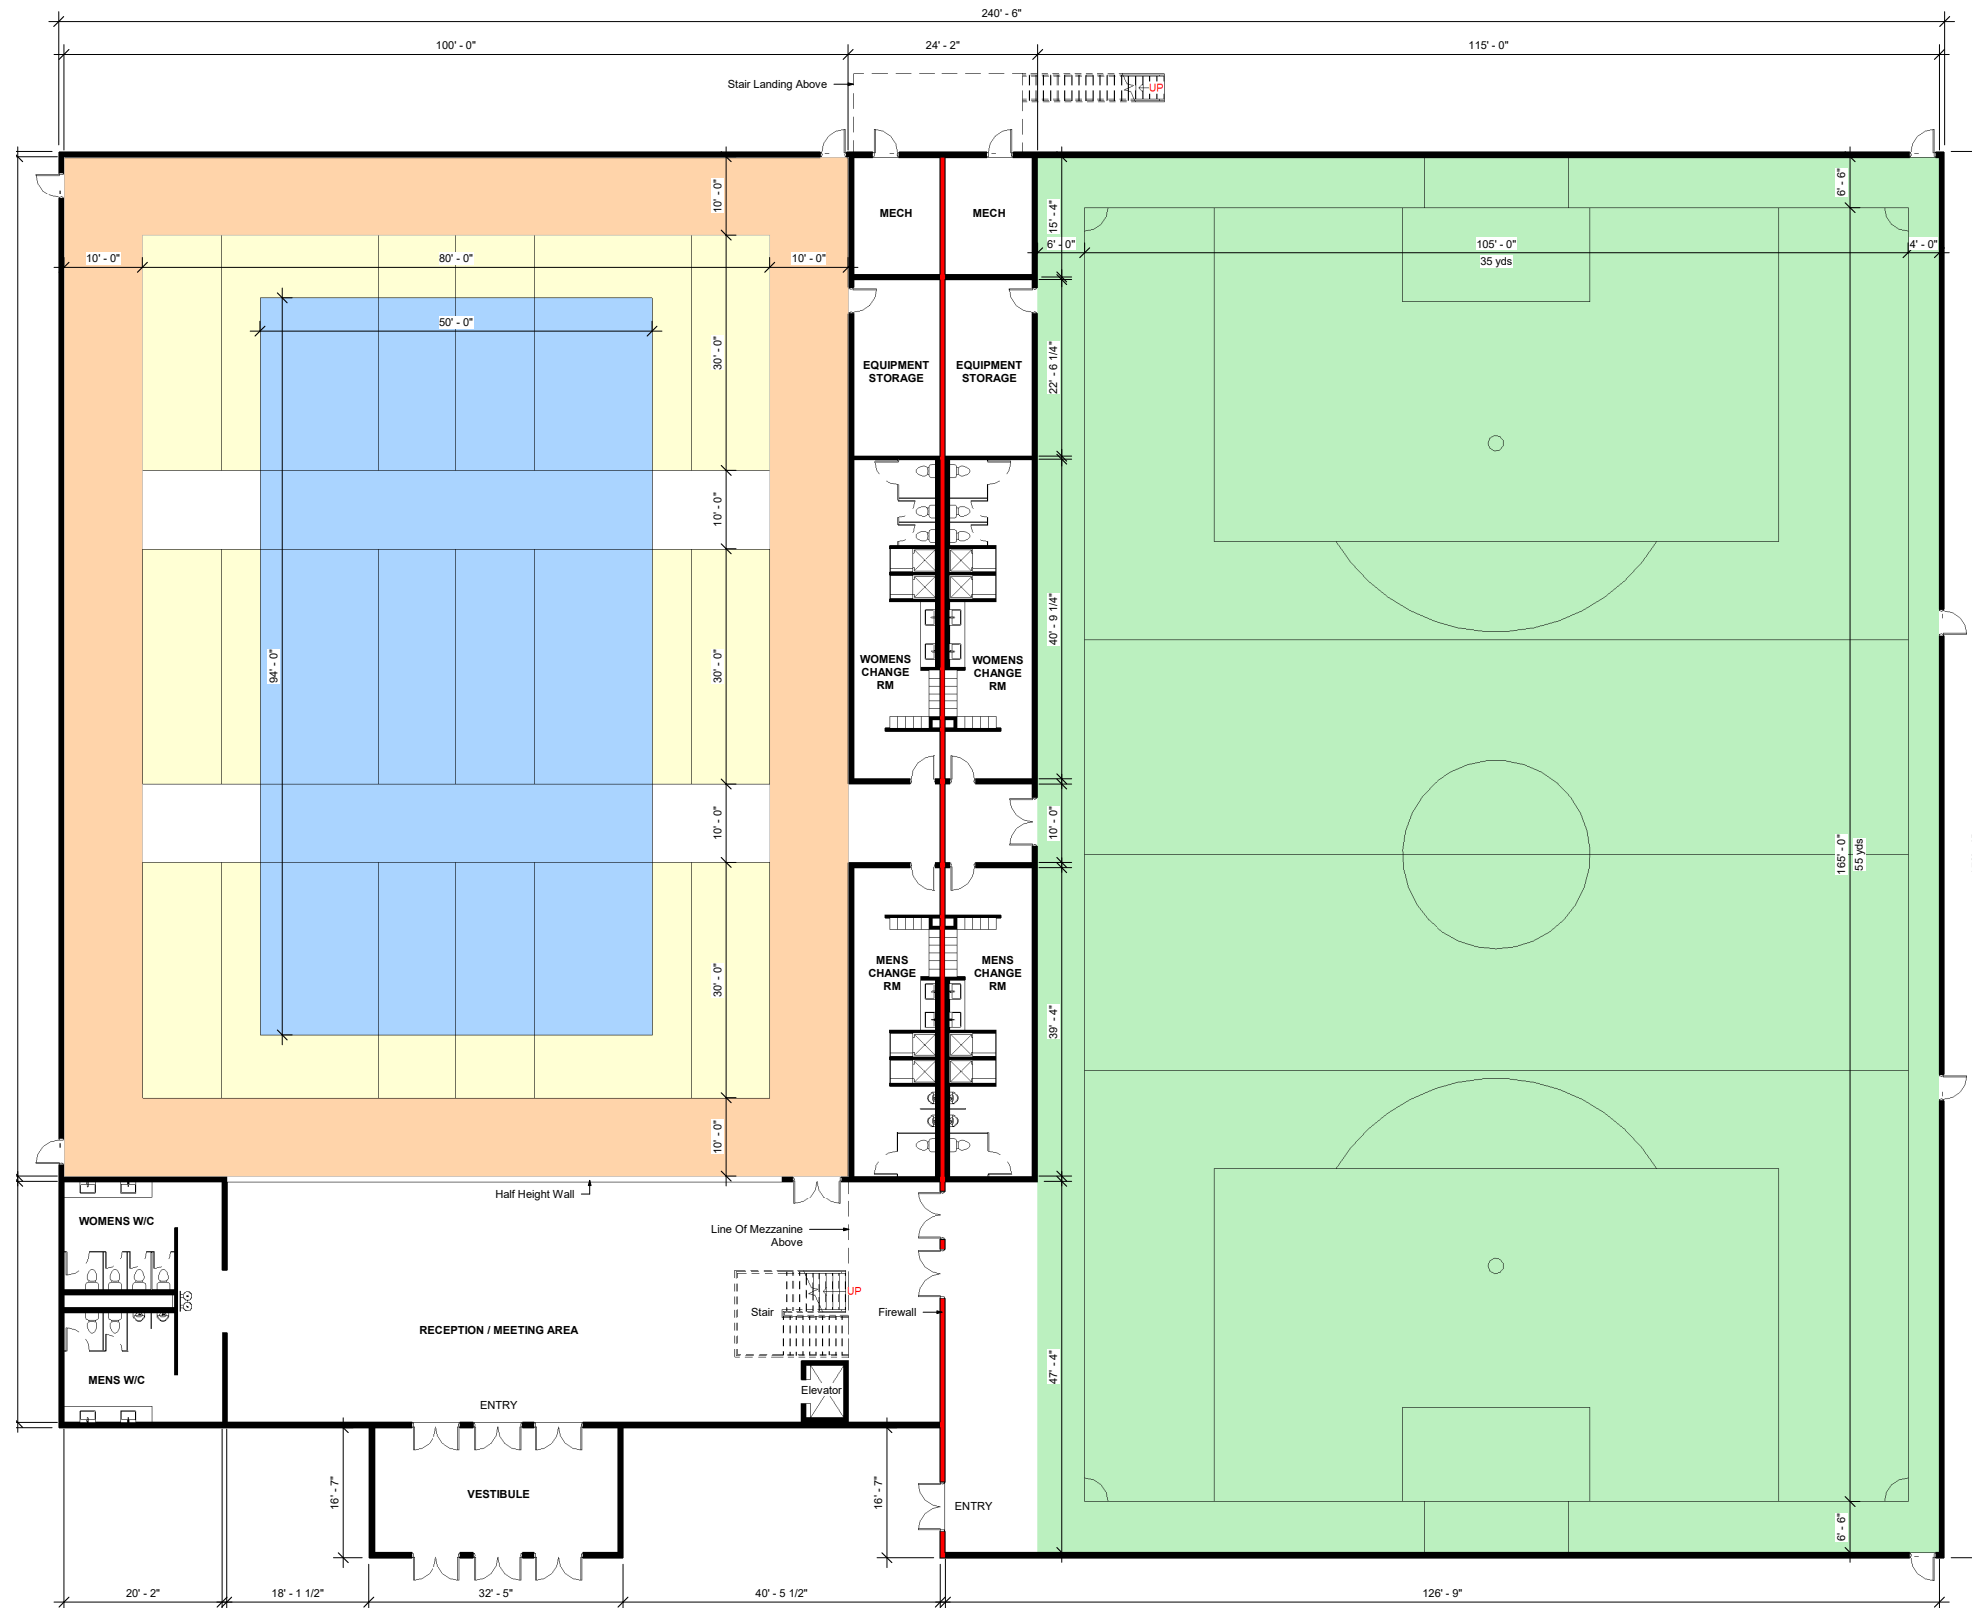 240' - 6"
100' - 0"
24' - 2"
115' - 0"
Stair Landing Above
UP
10' - 0"
6' - 6"
MECH
MECH
15' - 4"
10' - 0"
80' - 0"
10' - 0"
6' - 0"
105' - 0"
35 yds
4' - 0"
50' - 0"
30' - 0"
EQUIPMENT
STORAGE
EQUIPMENT
STORAGE
22' - 6 1/4"
10' - 0"
40' - 9 1/4"
94' - 0"
30' - 0"
WOMENS
CHANGE
RM
WOMENS
CHANGE
RM
10' - 0"
10' - 0"
165' - 0"
55 yds
30' - 0"
MENS
CHANGE
RM
MENS
CHANGE
RM
39' - 4"
10' - 0"
Half Height Wall
WOMENS W/C
Line Of Mezzanine
Above
UP
Stair
Firewall
RECEPTION / MEETING AREA
47' - 4"
MENS W/C
Elevator
ENTRY
16' - 7"
VESTIBULE
16' - 7"
ENTRY
6' - 6"
20' - 2"
18' - 1 1/2"
32' - 5"
40' - 5 1/2"
126' - 9"